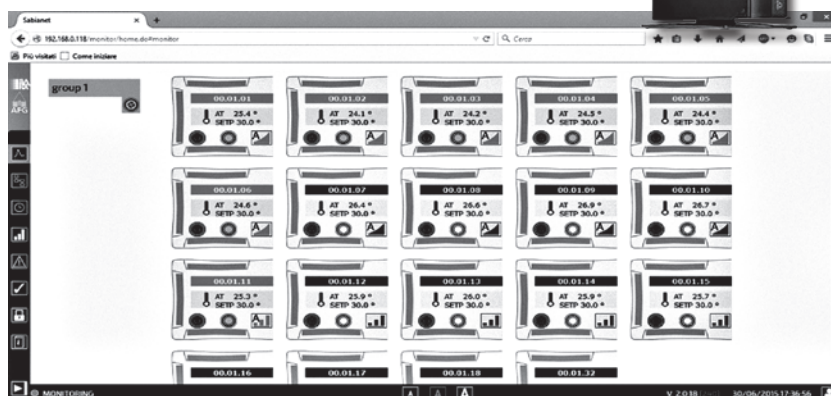 Sabianet
192.168.0.118/monitor/home.do#monitor
Cerca
Più visitati Come iniziare
group 1
00.01.01 00.01.02 00.01.03 00.01.04 00.01.05
AT 25.4 ° AT 24.1 ° AT 24.2 ° AT 24.5 ° AT 24.4 °
SETP 30.0 ° SETP 30.0 ° SETP 30.0 ° SETP 30.0 ° SETP 30.0 °
A A A A A
00.01.06 00.01.07 00.01.08 00.01.09 00.01.10
AT 24.6 ° AT 26.4 ° AT 26.6 ° AT 26.9 ° AT 26.7 °
SETP 30.0 ° SETP 30.0 ° SETP 30.0 ° SETP 30.0 ° SETP 30.0 °
A A A A A
00.01.11 00.01.12 00.01.13 00.01.14 00.01.15
AT 25.3 ° AT 25.9 ° AT 26.0 ° AT 25.9 ° AT 25.7 °
SETP 30.0 ° SETP 30.0 ° SETP 30.0 ° SETP 30.0 ° SETP 30.0 °
00.01.16 00.01.17 00.01.18 00.01.32
MONITORING A A A V. 2.0.18 30/06/2015 17:36:56